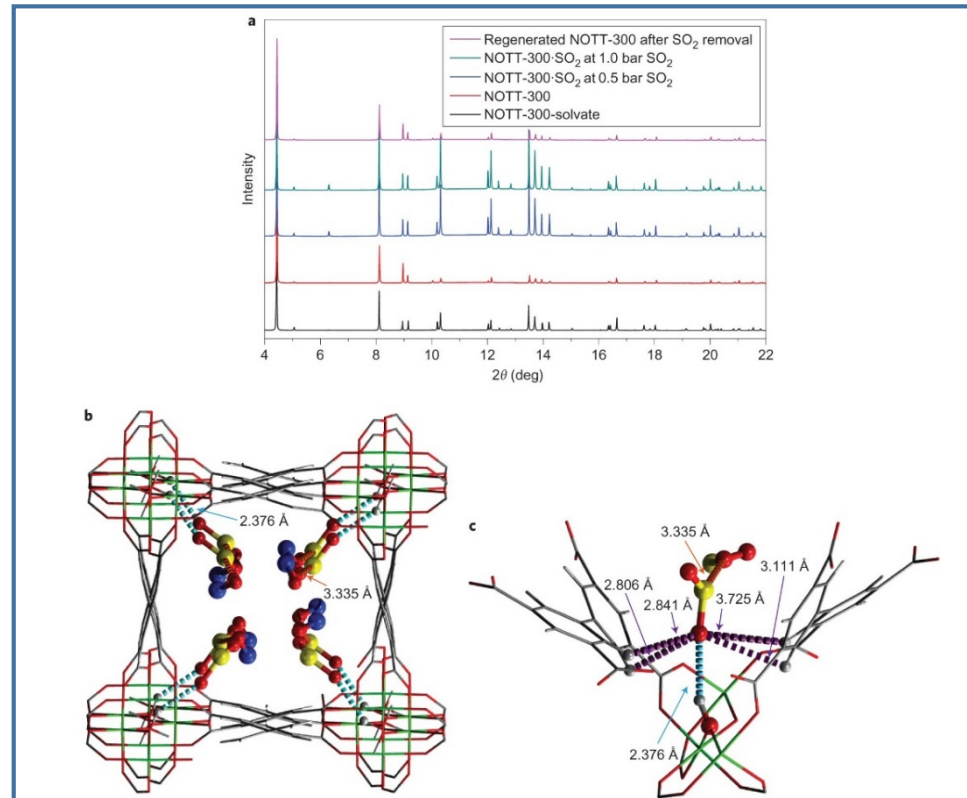 a
Regenerated NOTT-300 after SO₂ removal
NOTT-300·SO₂ at 1.0 bar SO₂
NOTT-300·SO₂ at 0.5 bar SO₂
NOTT-300
NOTT-300-solvate
Intensity
4 6 8 10 12 14 16 18 20 22
2θ (deg)
b
2.376 Å
3.335 Å
c
3.335 Å
3.111 Å
2.806 Å
2.841 Å
3.725 Å
2.376 Å